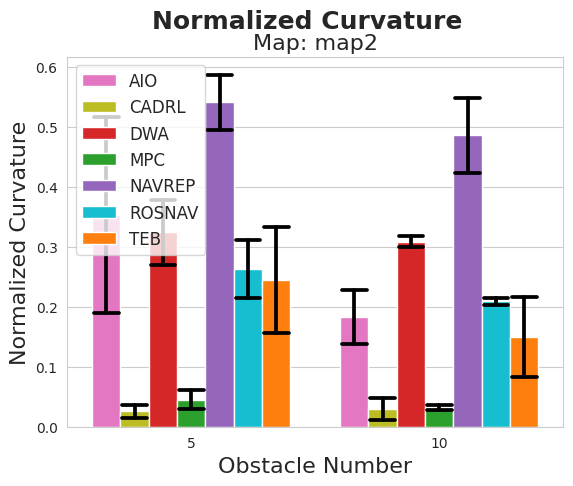 Normalized Curvature
Map: map2
Normalized Curvature
0.6
0.5
0.4
0.3
0.2
0.1
0.0
AIO
CADRL
DWA
MPC
NAVREP
ROSNAV
TEB
5
10
Obstacle Number